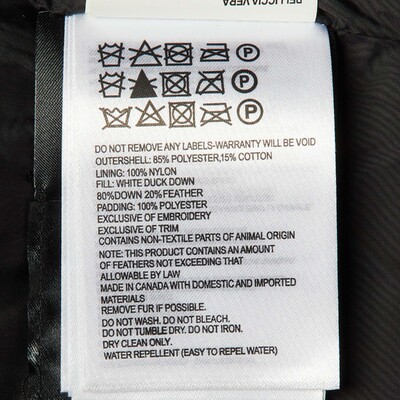 PELLICCIA VERA
P
P
P
DO NOT REMOVE ANY LABELS-WARRANTY WILL BE VOID
OUTERSHELL: 85% POLYESTER,15% COTTON
LINING: 100% NYLON
FILL: WHITE DUCK DOWN
80%DOWN 20%FEATHER
PADDING: 100% POLYESTER
EXCLUSIVE OF EMBROIDERY
EXCLUSIVE OF TRIM
CONTAINS NON-TEXTILE PARTS OF ANIMAL ORIGIN
NOTE: THIS PRODUCT CONTAINS AN AMOUNT
OF FEATHERS NOT EXCEEDING THAT
ALLOWABLE BY LAW
MADE IN CANADA WITH DOMESTIC AND IMPORTED
MATERIALS
REMOVE FUR IF POSSIBLE.
DO NOT WASH. DO NOT BLEACH.
DO NOT TUMBLE DRY. DO NOT IRON.
DRY CLEAN ONLY.
WATER REPELLENT (EASY TO REPEL WATER)